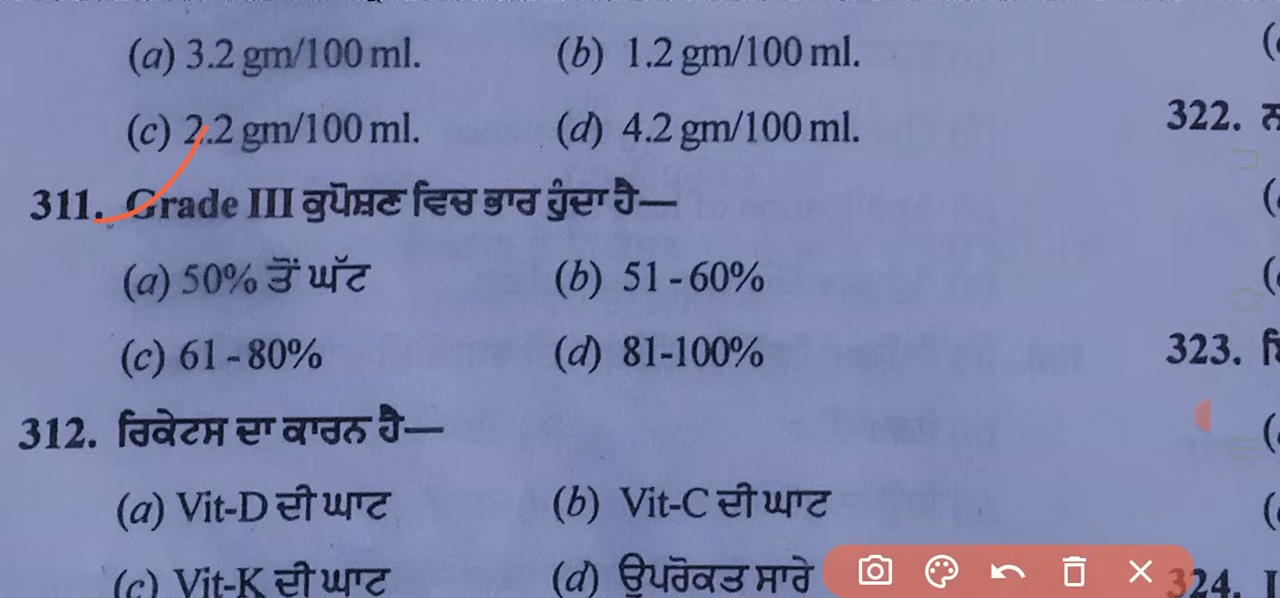 (a) 3.2 gm/100 ml. (b) 1.2 gm/100 ml.
(c) 2.2 gm/100 ml. (d) 4.2 gm/100 ml.
311. Grade III ਕੁਪੋਸ਼ਣ ਵਿਚ ਭਾਰ ਹੁੰਦਾ ਹੈ—
(a) 50% ਤੋਂ ਘੱਟ (b) 51-60%
(c) 61-80% (d) 81-100%
312. ਰਿਕੇਟਸ ਦਾ ਕਾਰਨ ਹੈ—
(a) Vit-D ਦੀ ਘਾਟ (b) Vit-C ਦੀ ਘਾਟ
(c) Vit-K ਦੀ ਘਾਟ (d) ਉਪਰੋਕਤ ਸਾਰੇ
322.
323.
324.